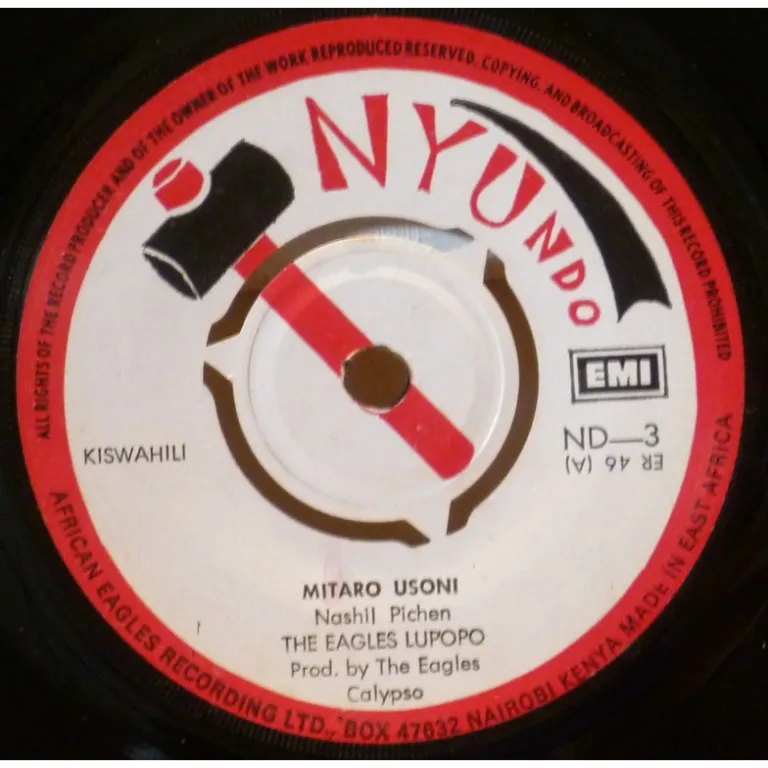 ALL RIGHTS OF THE RECORD PRODUCER AND OF THE OWNER OF THE WORK REPRODUCED RESERVED. COPYING, AND BROADCASTING OF THIS RECORD PROHIBITED
NYUNDO
EMI
ND—3
ER 46 (A)
KISWAHILI
MITARO USONI
Nashil Pichen
THE EAGLES LUPOPO
Prod. by The Eagles
Calypso
AFRICAN EAGLES RECORDING LTD., BOX 47632 NAIROBI KENYA MADE IN EAST AFRICA